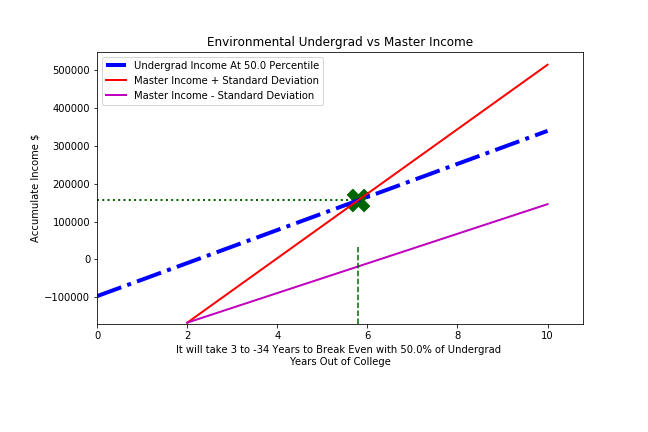 Environmental Undergrad vs Master Income
Undergrad Income At 50.0 Percentile
Master Income + Standard Deviation
Master Income - Standard Deviation
Accumulate Income $
500000
400000
300000
200000
100000
0
−100000
0 2 4 6 8 10
It will take 3 to -34 Years to Break Even with 50.0% of Undergrad
Years Out of College